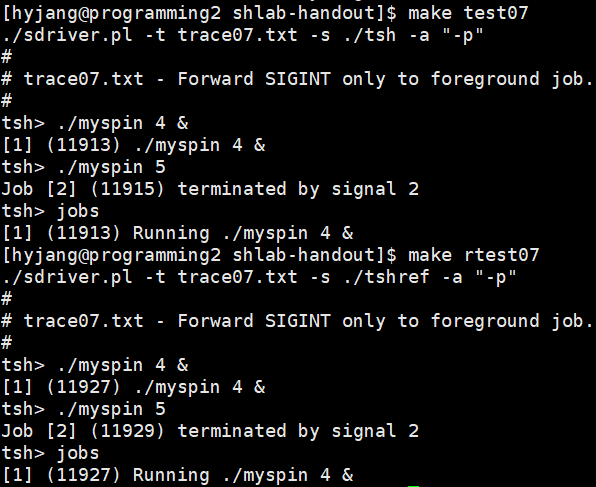 [hyjang@programming2 shlab-handout]$ make test07
./sdriver.pl -t trace07.txt -s ./tsh -a "-p"
#
# trace07.txt - Forward SIGINT only to foreground job.
#
tsh> ./myspin 4 &
[1] (11913) ./myspin 4 &
tsh> ./myspin 5
Job [2] (11915) terminated by signal 2
tsh> jobs
[1] (11913) Running ./myspin 4 &
[hyjang@programming2 shlab-handout]$ make rtest07
./sdriver.pl -t trace07.txt -s ./tshref -a "-p"
#
# trace07.txt - Forward SIGINT only to foreground job.
#
tsh> ./myspin 4 &
[1] (11927) ./myspin 4 &
tsh> ./myspin 5
Job [2] (11929) terminated by signal 2
tsh> jobs
[1] (11927) Running ./myspin 4 &